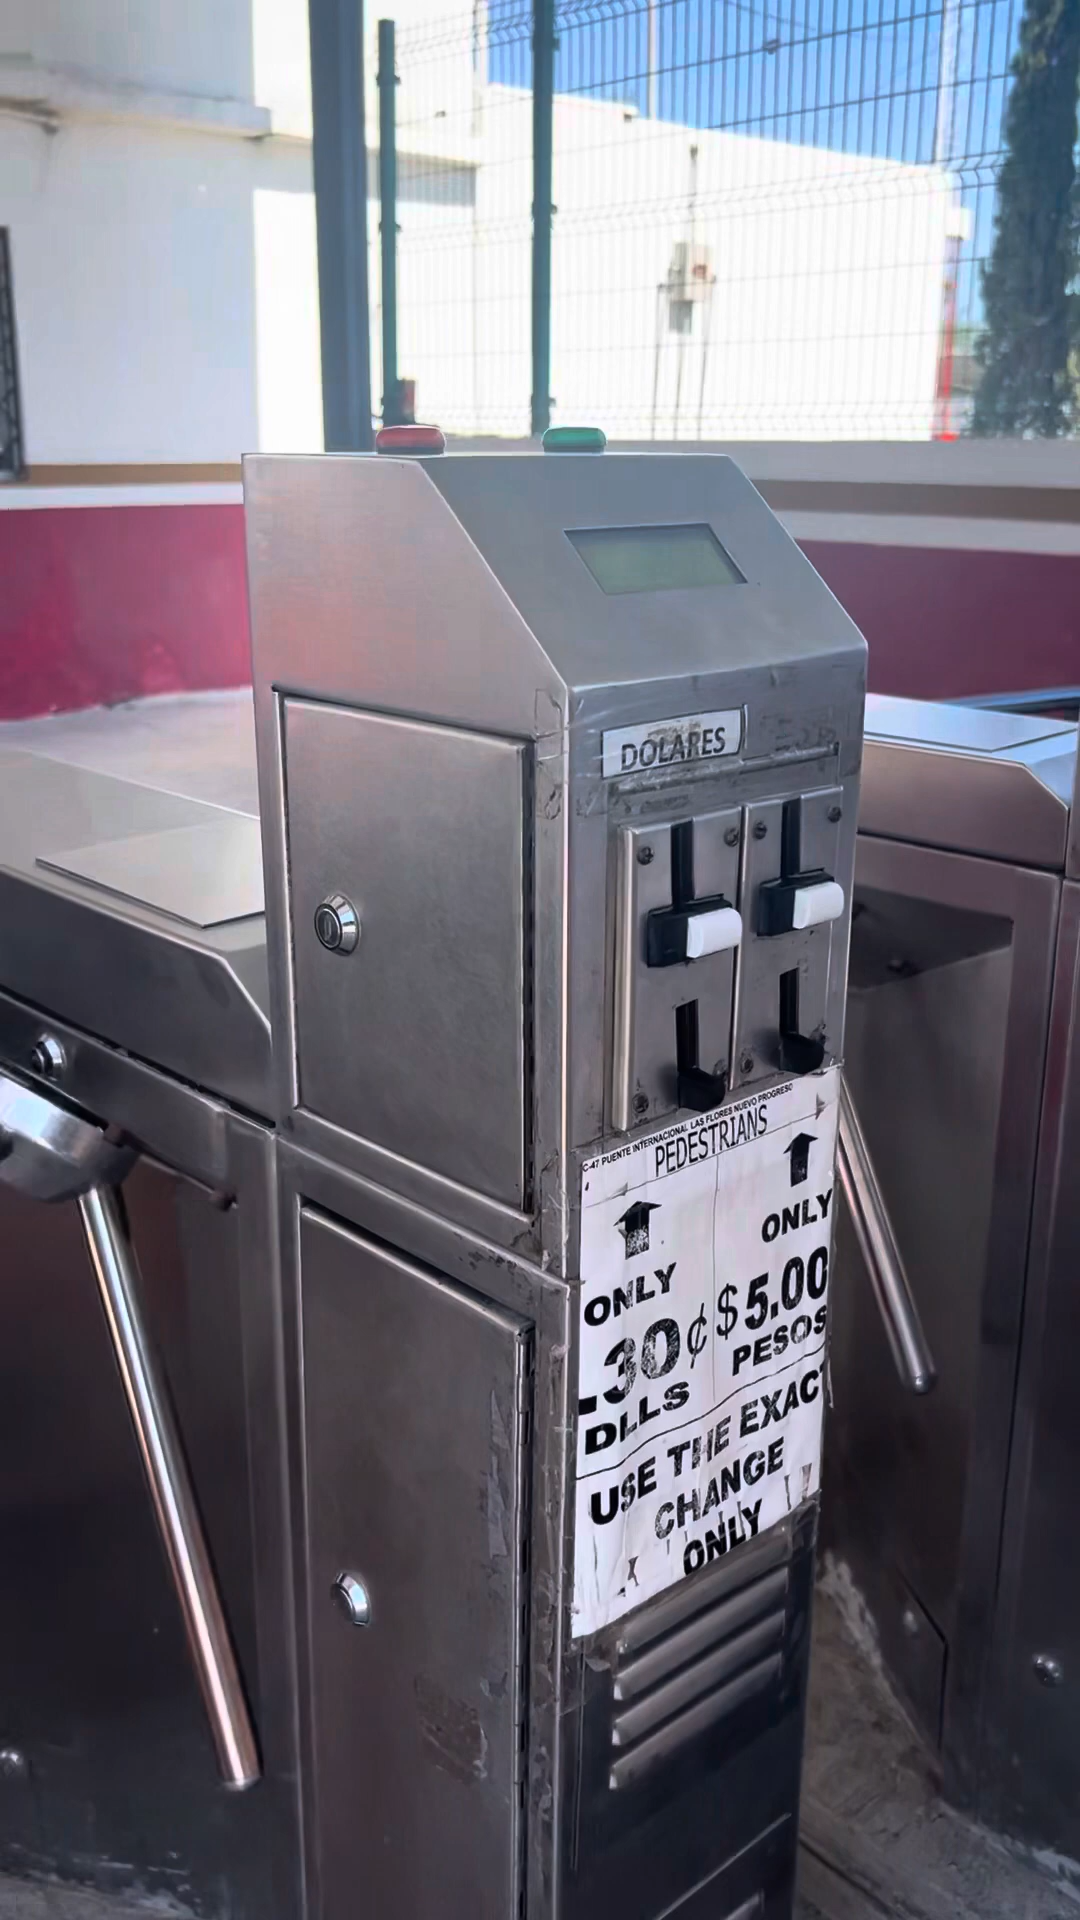 DOLARES
C-47 PUENTE INTERNACIONAL LAS FLORES NUEVO PROGRESO
PEDESTRIANS
ONLY
.30¢
DLLS
ONLY
$5.00
PESOS
USE THE EXACT
CHANGE
ONLY